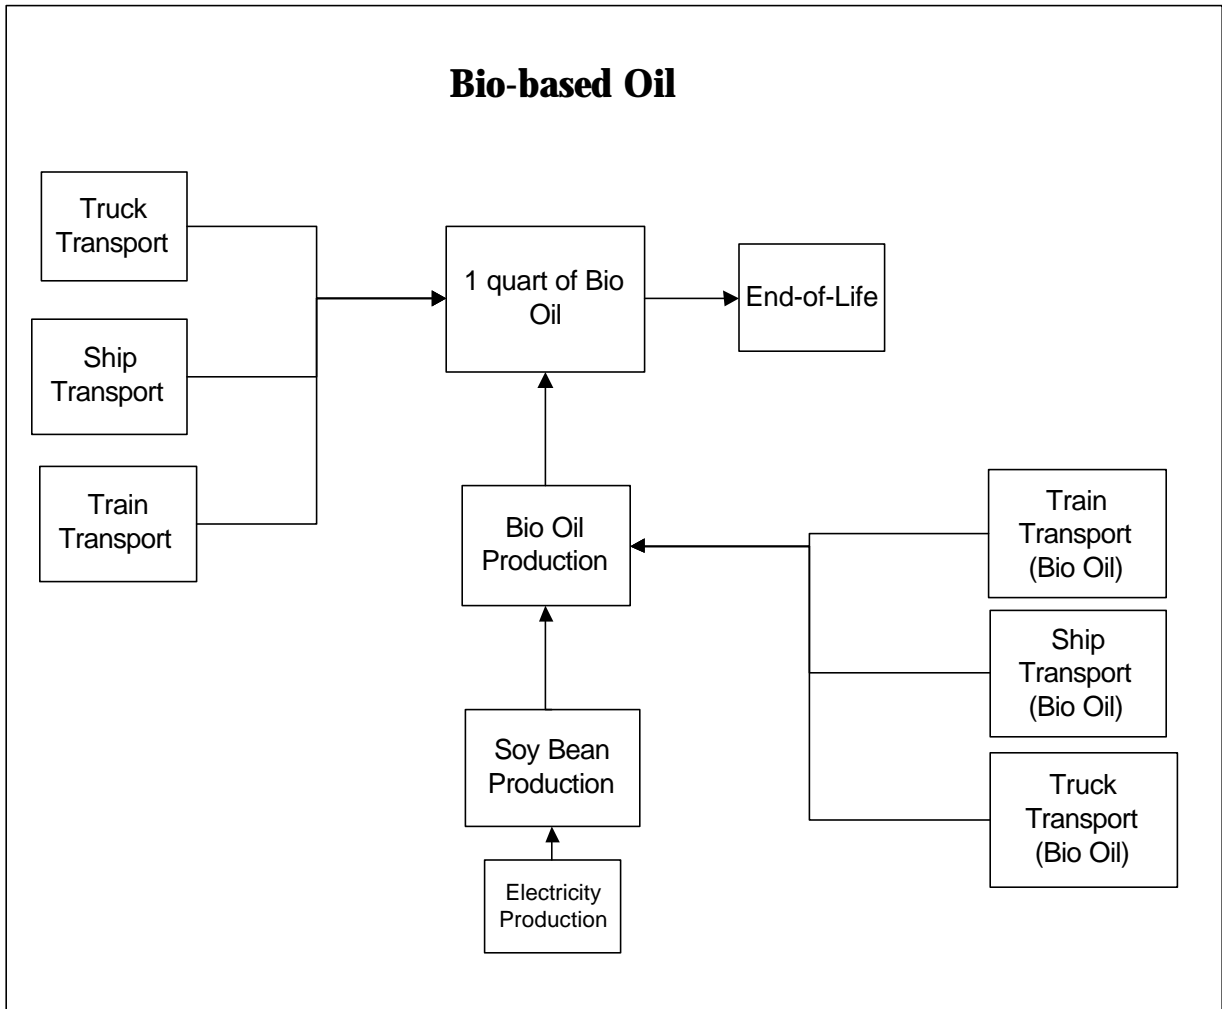 Bio-based Oil
Truck
Transport
1 quart of Bio
Oil
End-of-Life
Ship
Transport
Train
Transport
Bio Oil
Production
Train
Transport
(Bio Oil)
Ship
Transport
(Bio Oil)
Soy Bean
Production
Truck
Transport
(Bio Oil)
Electricity
Production